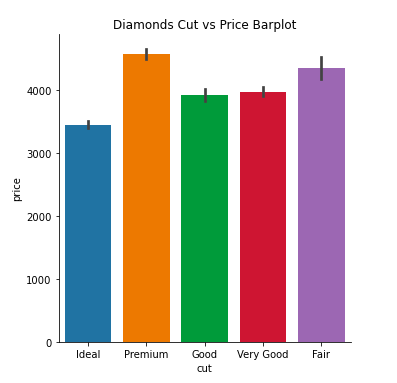 Diamonds Cut vs Price Barplot
4000
3000
2000
1000
0
price
Ideal Premium Good Very Good Fair
cut